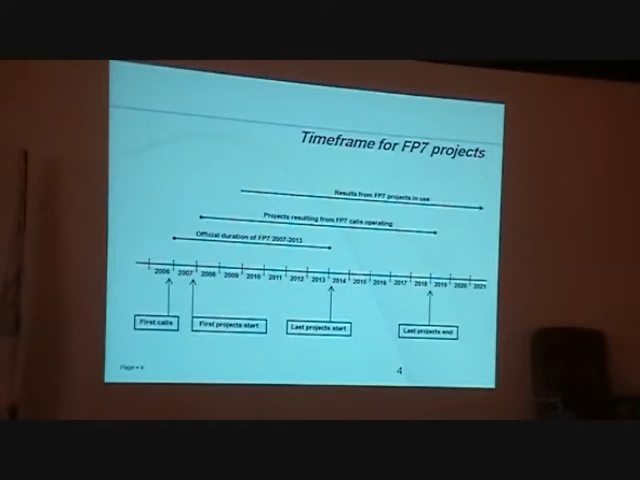 Timeframe for FP7 projects
Results from FP7 projects in use
Projects resulting from FP7 calls operating
Official duration of FP7 2007-2013
2006 2007 2008 2009 2010 2011 2012 2013 2014 2015 2016 2017 2018 2019 2020 2021
First calls
First projects start
Last projects start
Last projects end
4